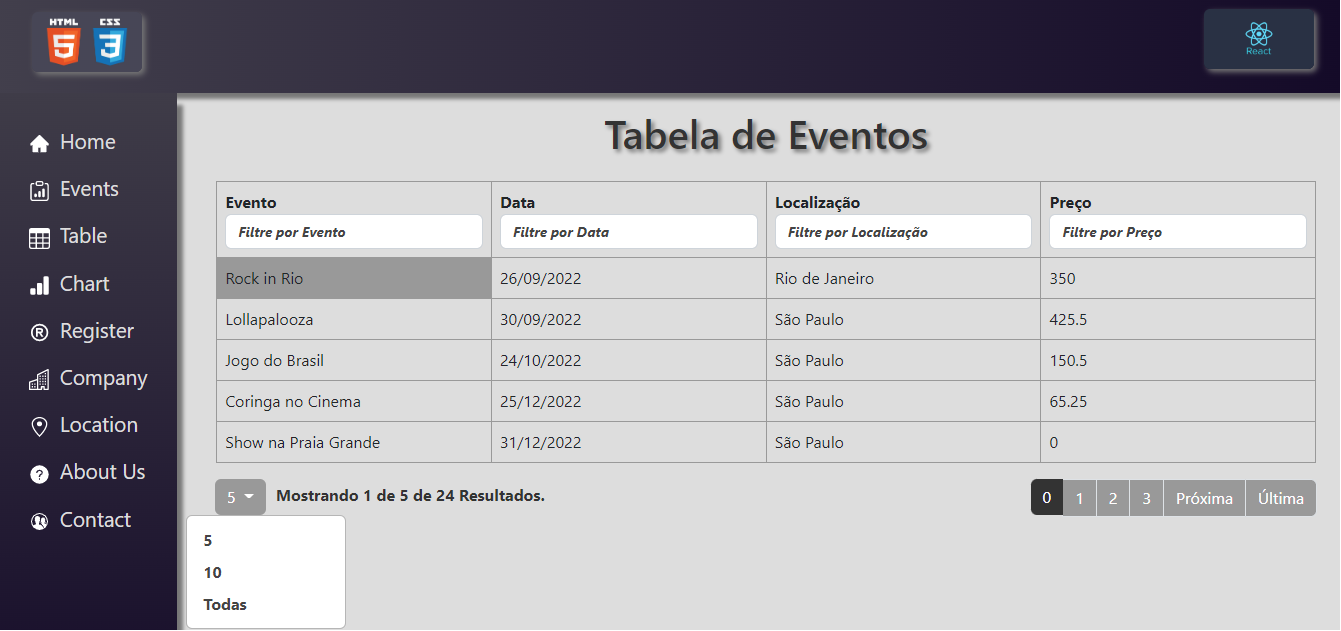 HTML CSS
5 3
React
Home
Events
Table
Chart
Register
Company
Location
About Us
Contact
Tabela de Eventos
Evento Data Localização Preço
Filtre por Evento Filtre por Data Filtre por Localização Filtre por Preço
Rock in Rio 26/09/2022 Rio de Janeiro 350
Lollapalooza 30/09/2022 São Paulo 425.5
Jogo do Brasil 24/10/2022 São Paulo 150.5
Coringa no Cinema 25/12/2022 São Paulo 65.25
Show na Praia Grande 31/12/2022 São Paulo 0
5 Mostrando 1 de 5 de 24 Resultados. 0 1 2 3 Próxima Última
5
10
Todas